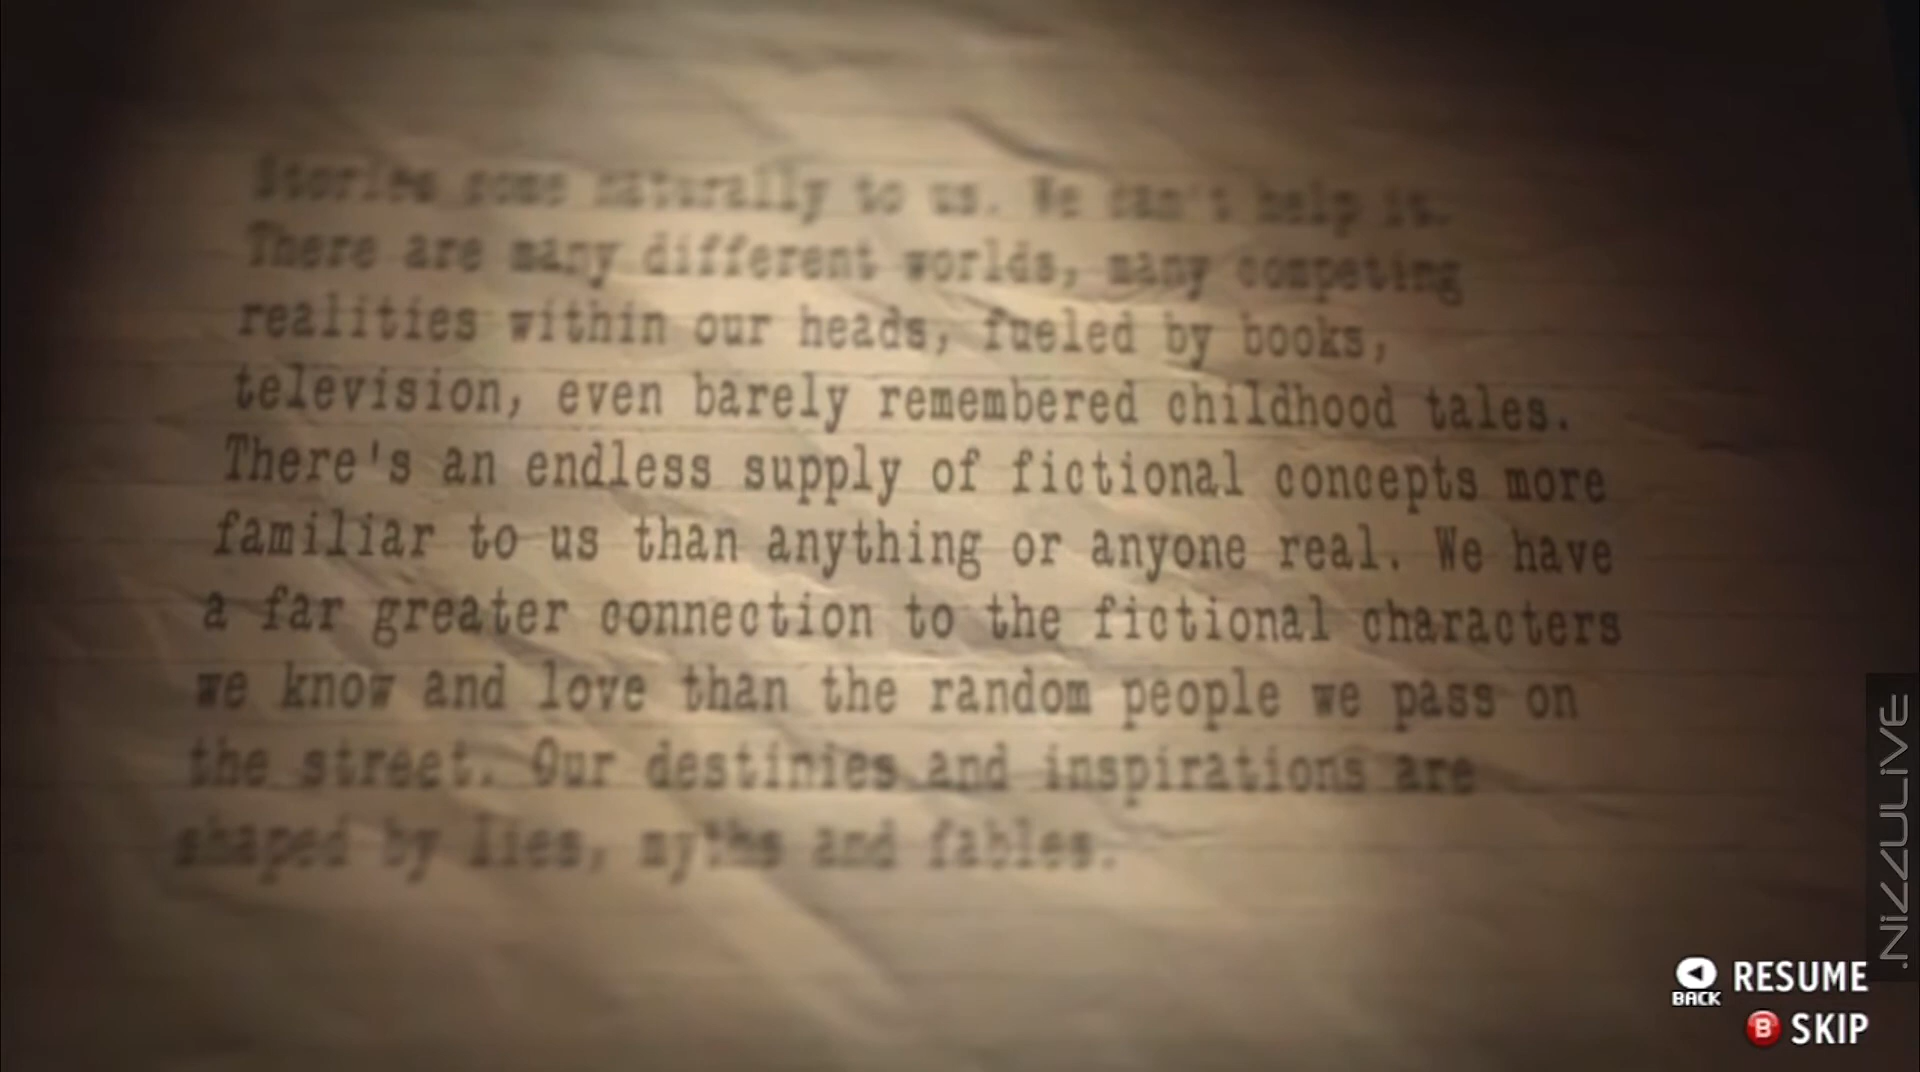 Stories come naturally to us. We can't help it.
There are many different worlds, many competing
realities within our heads, fueled by books,
television, even barely remembered childhood tales.
There's an endless supply of fictional concepts more
familiar to us than anything or anyone real. We have
a far greater connection to the fictional characters
we know and love than the random people we pass on
the street. Our destinies and inspirations are
shaped by lies, myths and fables.
.NiZZULiVE
BACK RESUME
B SKIP